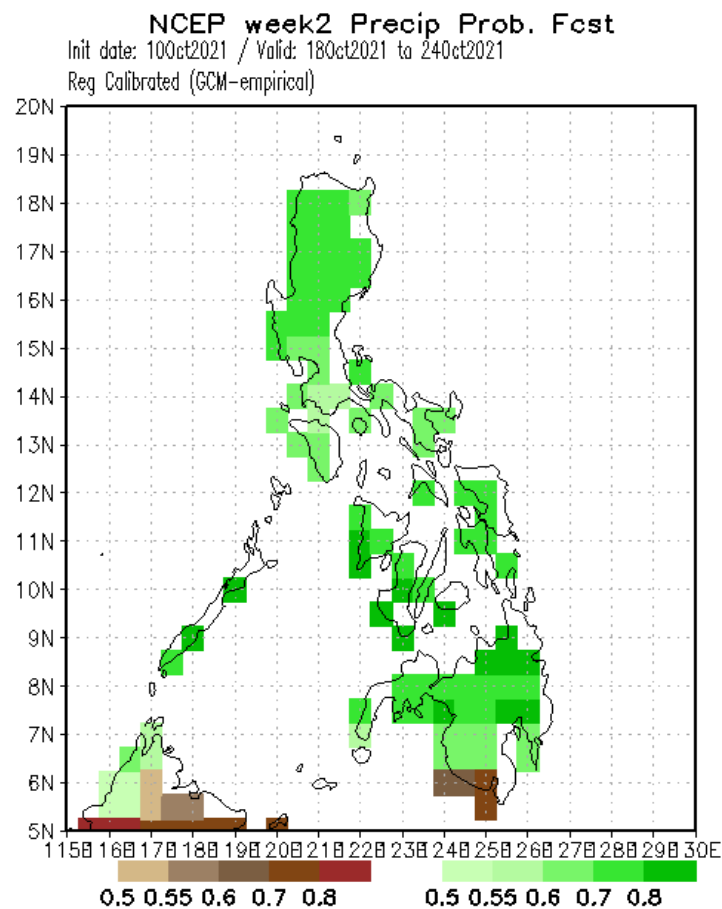 NCEP week2 Precip Prob. Fcst
Init date: 10Oct2021 / Valid: 18Oct2021 to 24Oct2021
Reg Calibrated (GCM-empirical)
20N
19N
18N
17N
16N
15N
14N
13N
12N
11N
10N
9N
8N
7N
6N
5N
115E 116E 117E 118E 119E 120E 121E 122E 123E 124E 125E 126E 127E 128E 129E 130E
0.5 0.55 0.6 0.7 0.8 0.5 0.55 0.6 0.7 0.8